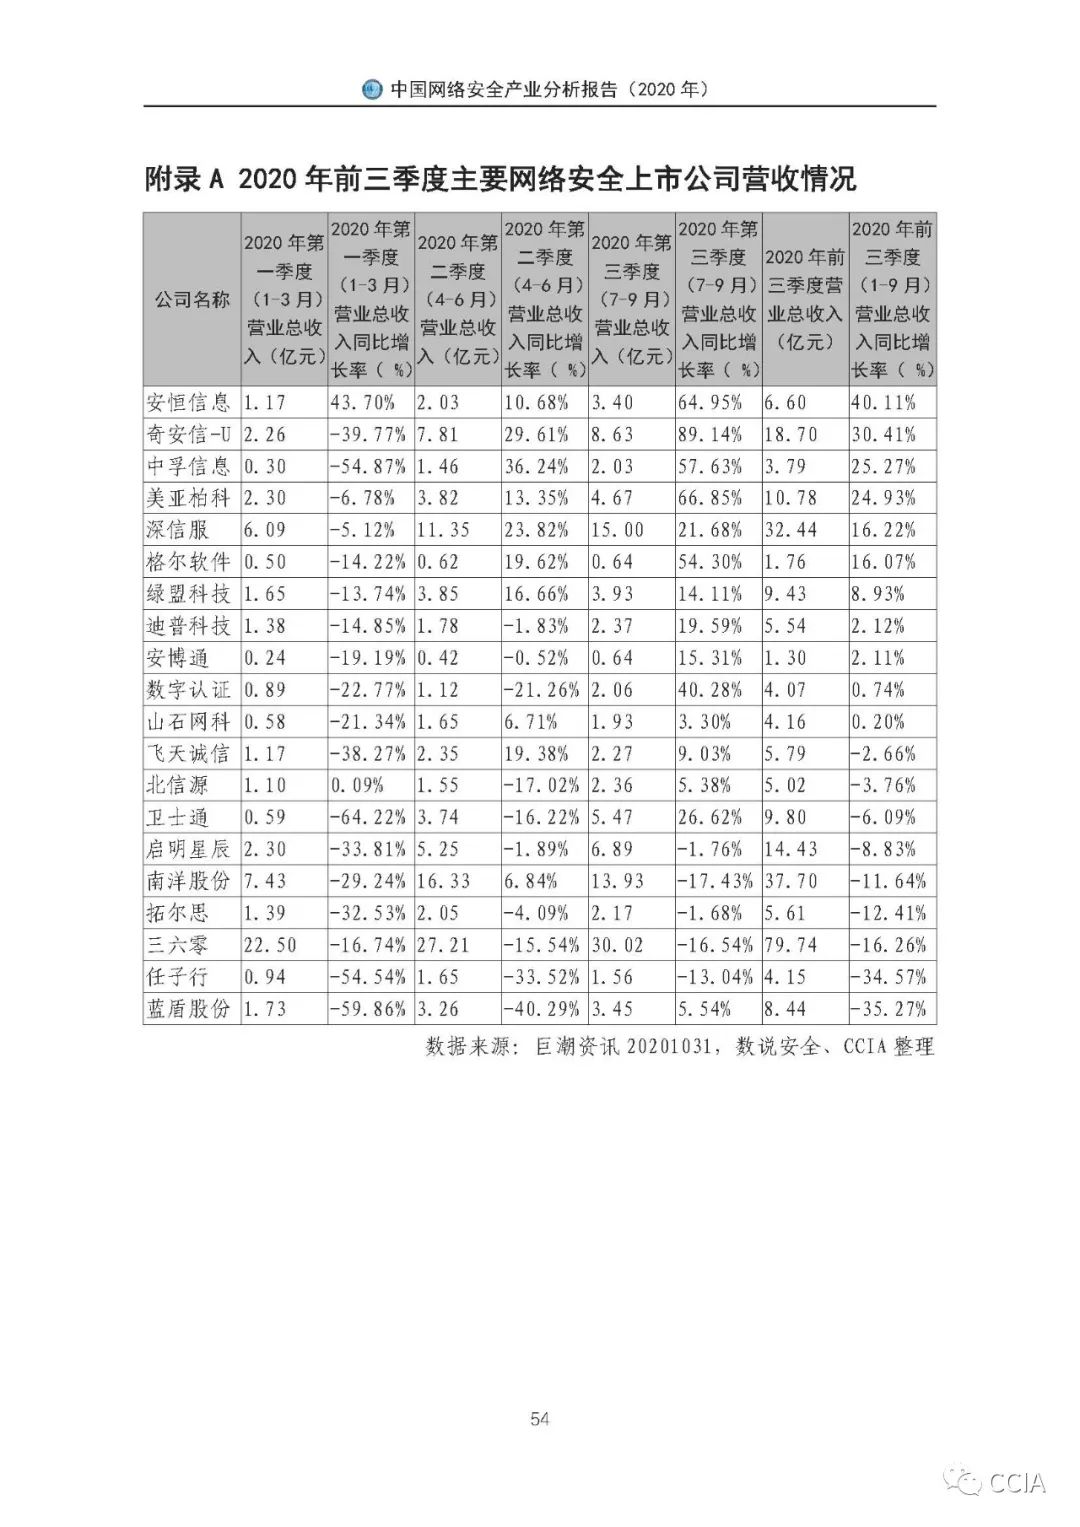 中国网络安全产业分析报告（2020 年）
附录 A 2020 年前三季度主要网络安全上市公司营收情况
公司名称 2020 年第一季度（1-3 月）营业总收入（亿元） 2020 年第一季度（1-3 月）营业总收入同比增长率（ %） 2020 年第二季度（4-6 月）营业总收入（亿元） 2020 年第二季度（4-6 月）营业总收入同比增长率（ %） 2020 年第三季度（7-9 月）营业总收入（亿元） 2020 年第三季度（7-9 月）营业总收入同比增长率（ %） 2020 年前三季度营业总收入（亿元） 2020 年前三季度（1-9 月）营业总收入同比增长率（ %）
安恒信息 1.17 43.70% 2.03 10.68% 3.40 64.95% 6.60 40.11%
奇安信-U 2.26 -39.77% 7.81 29.61% 8.63 89.14% 18.70 30.41%
中孚信息 0.30 -54.87% 1.46 36.24% 2.03 57.63% 3.79 25.27%
美亚柏科 2.30 -6.78% 3.82 13.35% 4.67 66.85% 10.78 24.93%
深信服 6.09 -5.12% 11.35 23.82% 15.00 21.68% 32.44 16.22%
格尔软件 0.50 -14.22% 0.62 19.62% 0.64 54.30% 1.76 16.07%
绿盟科技 1.65 -13.74% 3.85 16.66% 3.93 14.11% 9.43 8.93%
迪普科技 1.38 -14.85% 1.78 -1.83% 2.37 19.59% 5.54 2.12%
安博通 0.24 -19.19% 0.42 -0.52% 0.64 15.31% 1.30 2.11%
数字认证 0.89 -22.77% 1.12 -21.26% 2.06 40.28% 4.07 0.74%
山石网科 0.58 -21.34% 1.65 6.71% 1.93 3.30% 4.16 0.20%
飞天诚信 1.17 -38.27% 2.35 19.38% 2.27 9.03% 5.79 -2.66%
北信源 1.10 0.09% 1.55 -17.02% 2.36 5.38% 5.02 -3.76%
卫士通 0.59 -64.22% 3.74 -16.22% 5.47 26.62% 9.80 -6.09%
启明星辰 2.30 -33.81% 5.25 -1.89% 6.89 -1.76% 14.43 -8.83%
南洋股份 7.43 -29.24% 16.33 6.84% 13.93 -17.43% 37.70 -11.64%
拓尔思 1.39 -32.53% 2.05 -4.09% 2.17 -1.68% 5.61 -12.41%
三六零 22.50 -16.74% 27.21 -15.54% 30.02 -16.54% 79.74 -16.26%
任子行 0.94 -54.54% 1.65 -33.52% 1.56 -13.04% 4.15 -34.57%
蓝盾股份 1.73 -59.86% 3.26 -40.29% 3.45 5.54% 8.44 -35.27%
数据来源：巨潮资讯 20201031，数说安全、CCIA 整理
54
CCIA